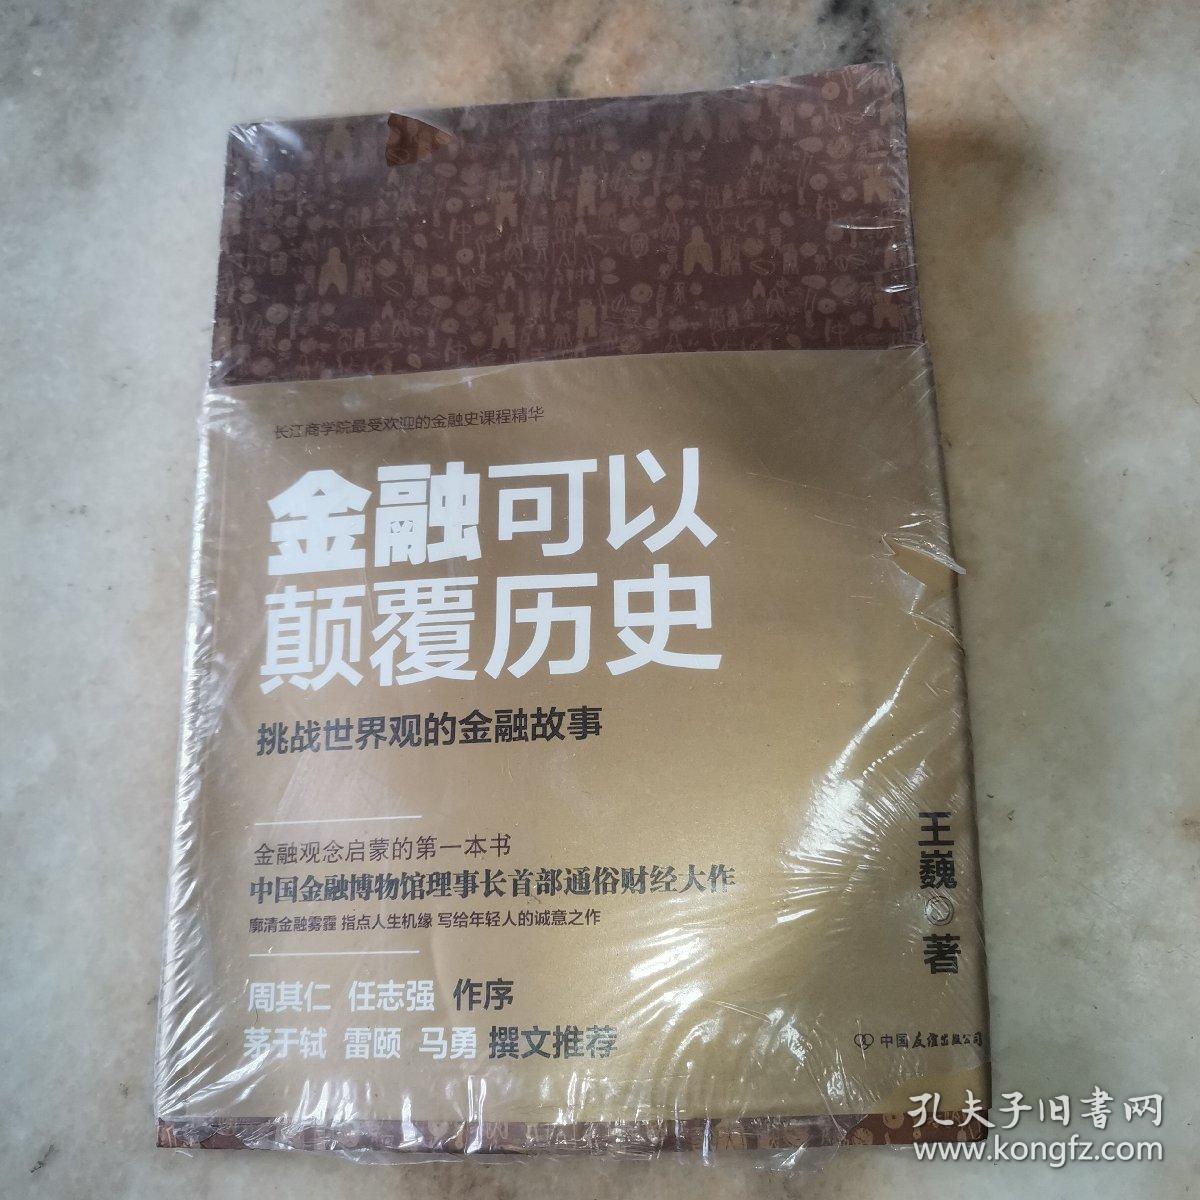 长江商学院最受欢迎的金融史课程精华
金融可以
颠覆历史
挑战世界观的金融故事
金融观念启蒙的第一本书
中国金融博物馆理事长首部通俗财经大作
廓清金融雾霾 指点人生机缘 写给年轻人的诚意之作
周其仁 任志强 作序
茅于轼 雷颐 马勇 撰文推荐
王巍◎著
中国友谊出版公司
孔夫子旧書网
www.kongfz.com